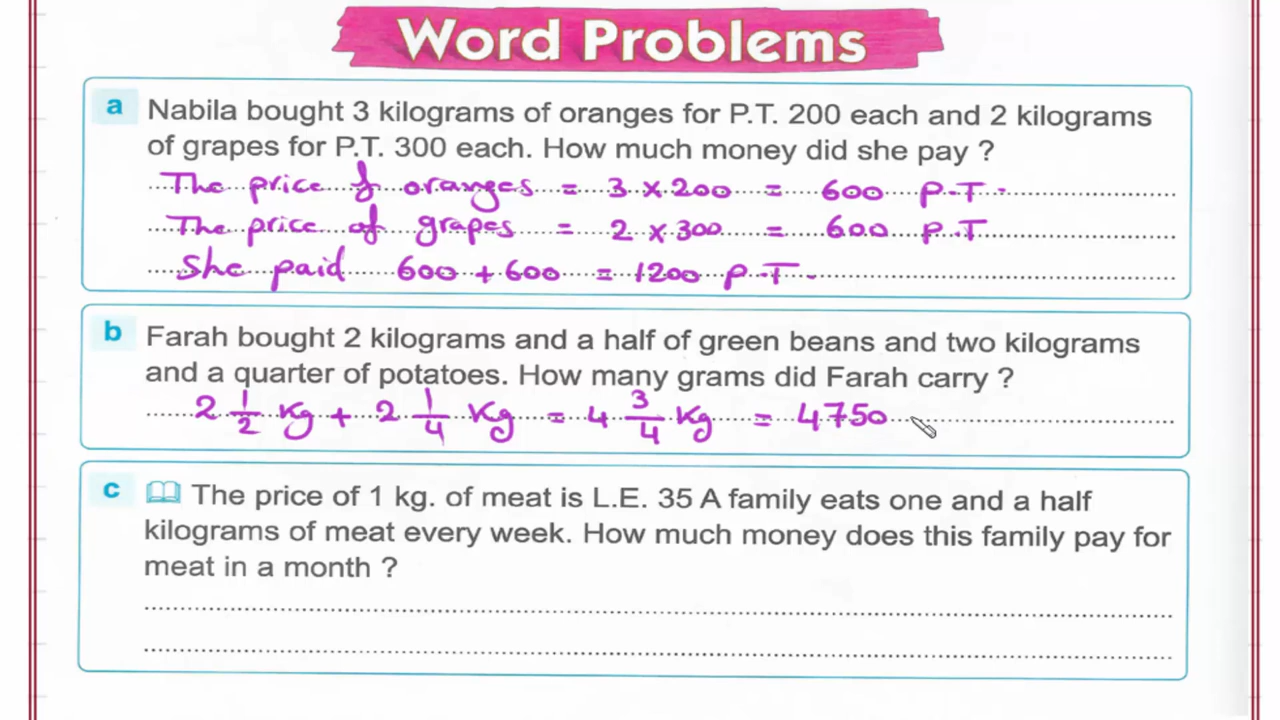 Word Problems
a Nabila bought 3 kilograms of oranges for P.T. 200 each and 2 kilograms
of grapes for P.T. 300 each. How much money did she pay ?
The price of oranges = 3 × 200 = 600 P.T.
The price of grapes = 2 × 300 = 600 P.T
She paid 600 + 600 = 1200 P.T.
b Farah bought 2 kilograms and a half of green beans and two kilograms
and a quarter of potatoes. How many grams did Farah carry ?
2 1/2 Kg + 2 1/4 Kg = 4 3/4 Kg = 4750
c The price of 1 kg. of meat is L.E. 35 A family eats one and a half
kilograms of meat every week. How much money does this family pay for
meat in a month ?